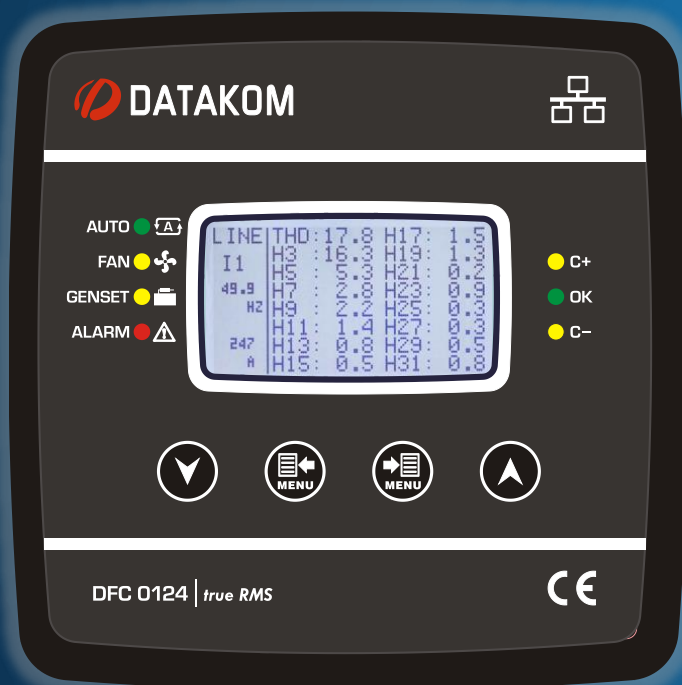 DATAKOM
AUTO A
FAN
GENSET
ALARM
LINE THD:17.8 H17: 1.5
I1 H3 :16.3 H19: 1.3
H5 : 5.3 H21: 0.2
49.9 H7 : 2.8 H23: 0.9
HZ H9 : 2.2 H25: 0.3
H11: 1.4 H27: 0.3
247 H13: 0.8 H29: 0.5
A H15: 0.5 H31: 0.8
C+
OK
C-
MENU MENU
DFC 0124 | true RMS
CE